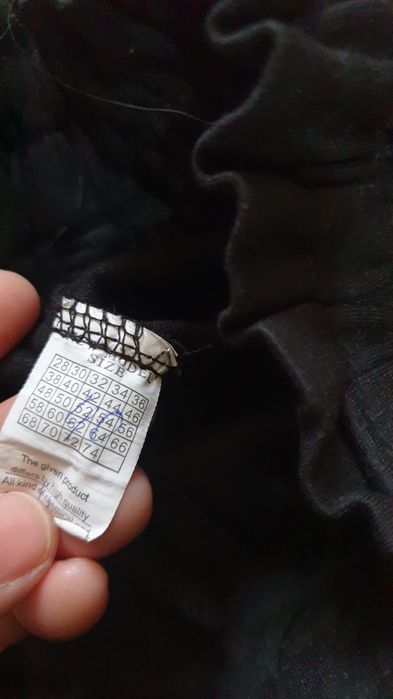 SIZE
28 30 32 34 36
38 40 42 44 46
48 50 52 54 56
58 60 62 64 66
68 70 72 74
The given product
differs by high quality
All kind